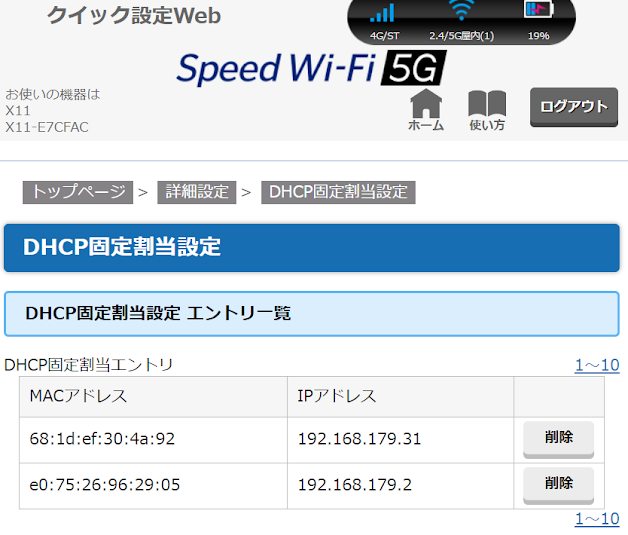 クイック設定Web
4G/ST 2.4/5G屋内(1) 19%
Speed Wi-Fi 5G
お使いの機器は
X11
X11-E7CFAC
ホーム 使い方 ログアウト
トップページ > 詳細設定 > DHCP固定割当設定
DHCP固定割当設定
DHCP固定割当設定 エントリ一覧
DHCP固定割当エントリ 1～10
MACアドレス IPアドレス
68:1d:ef:30:4a:92 192.168.179.31 削除
e0:75:26:96:29:05 192.168.179.2 削除
1～10